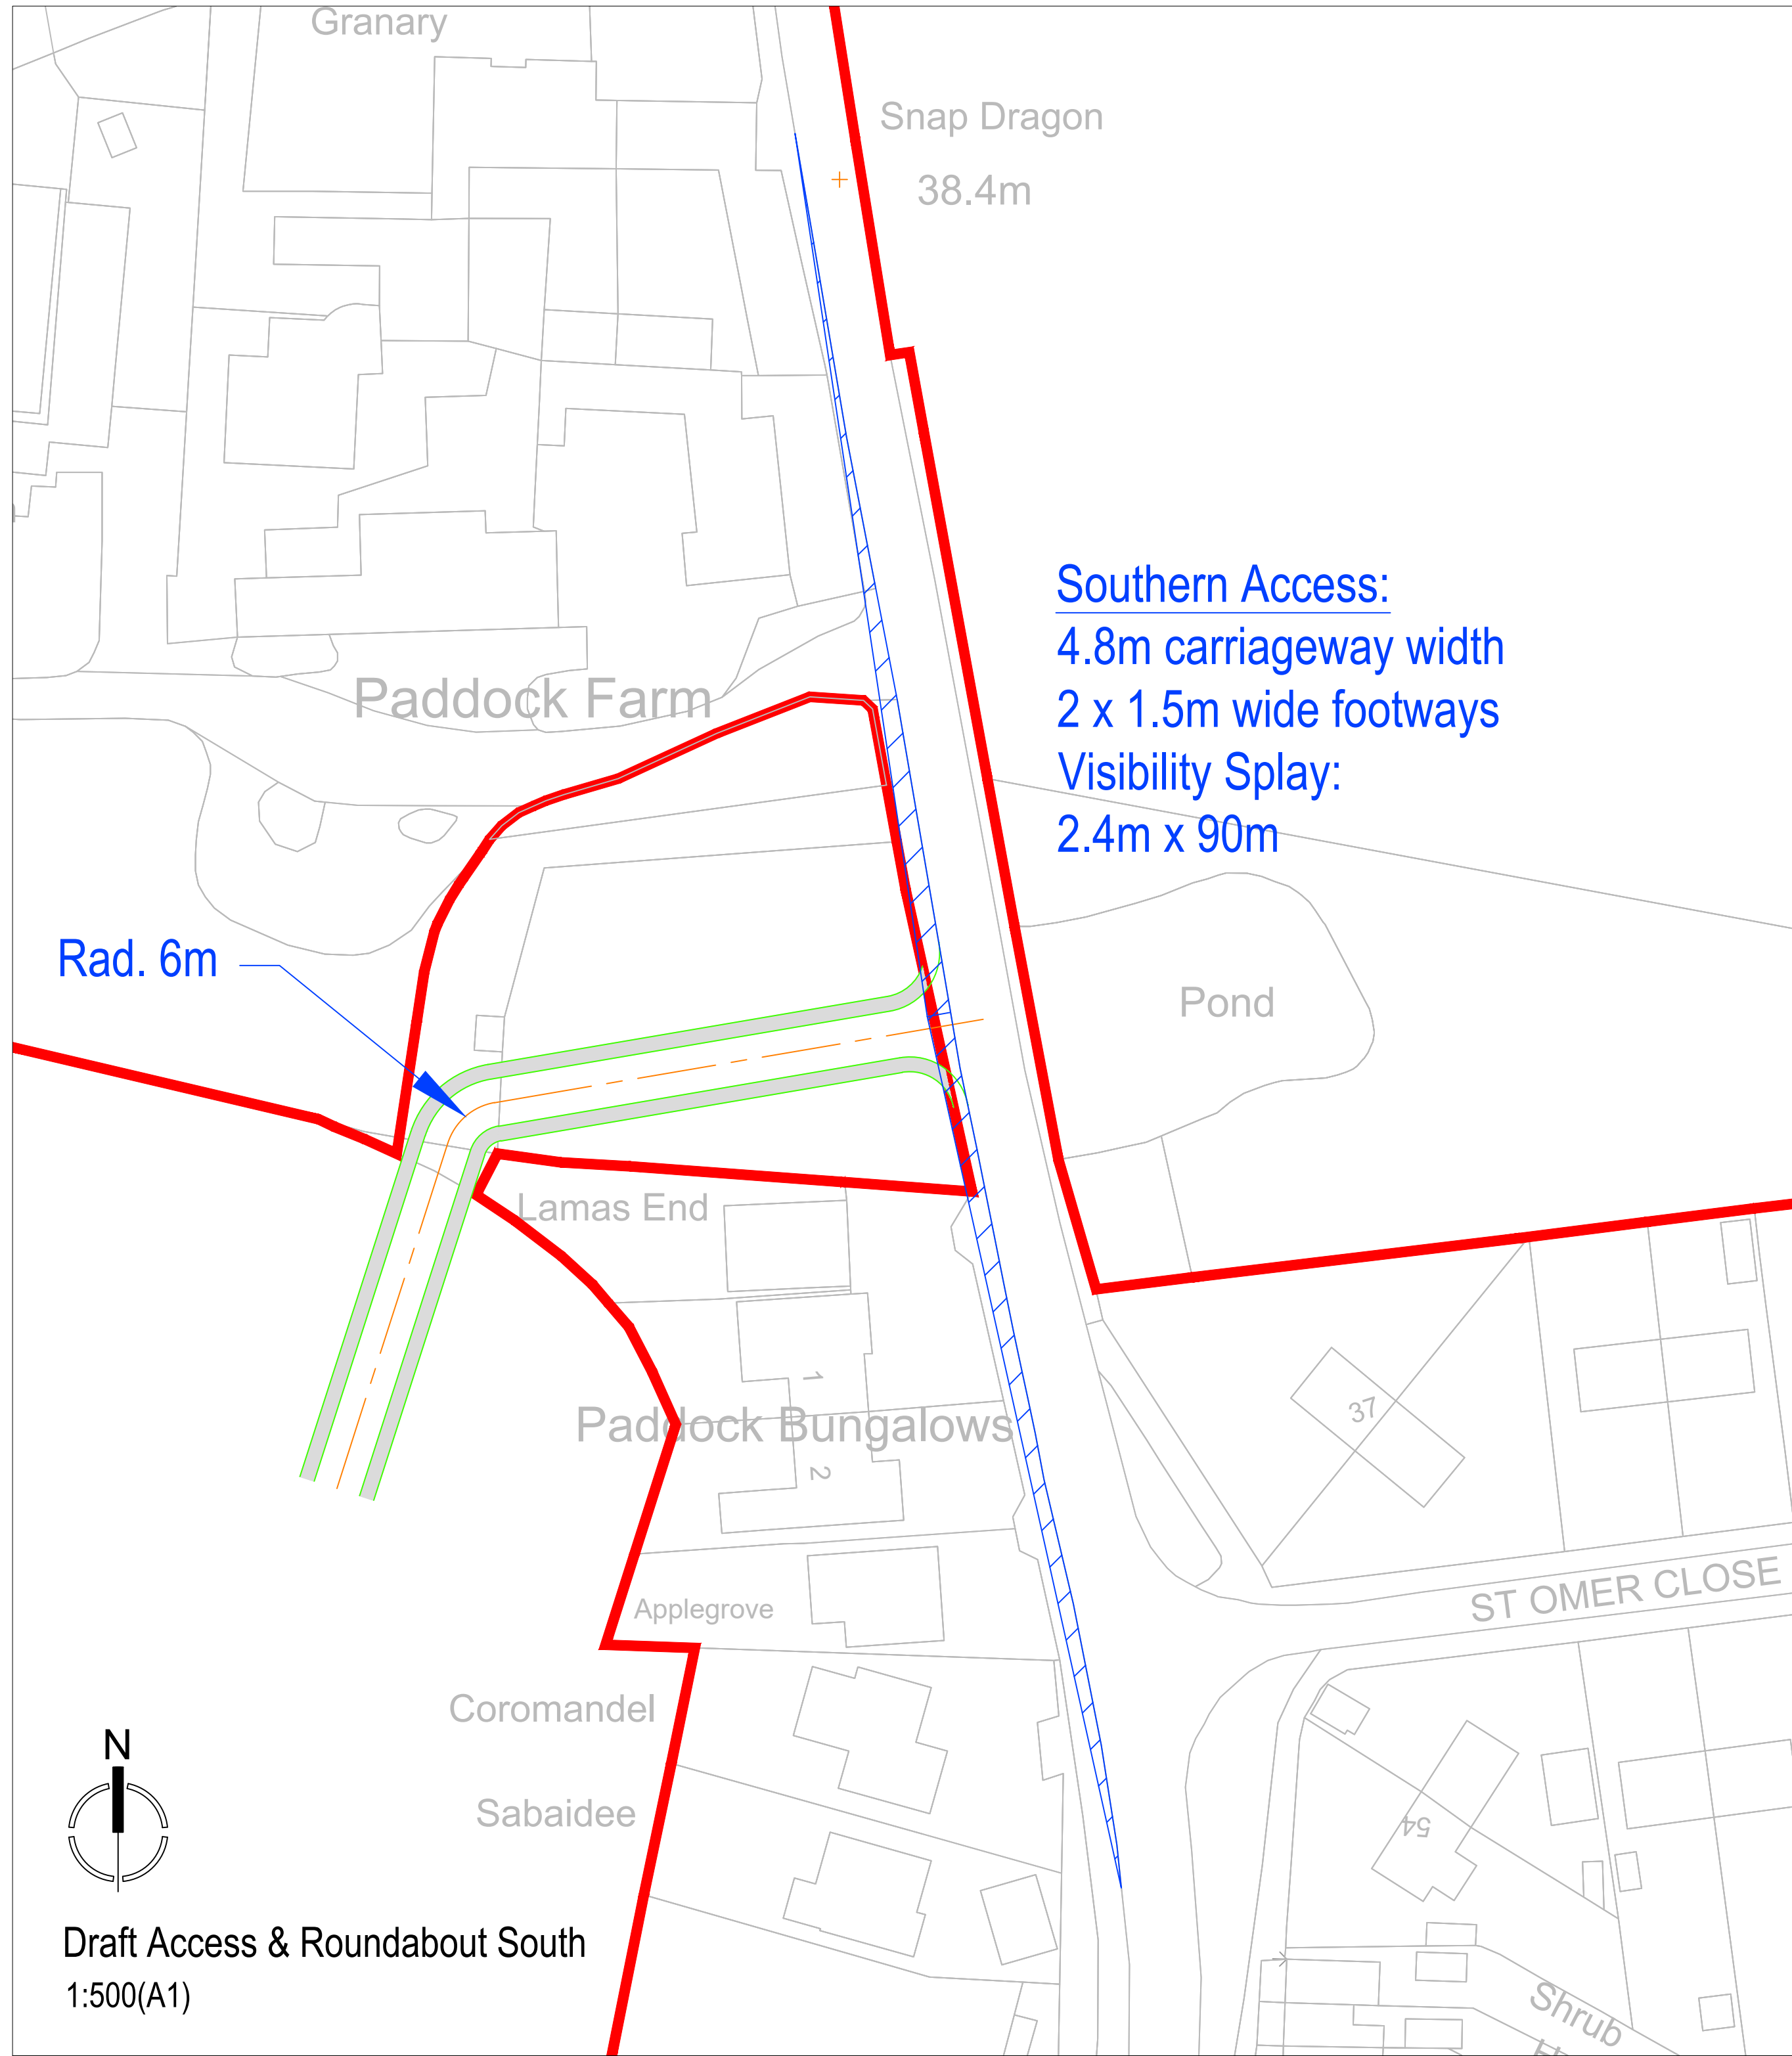 Granary
Snap Dragon
38.4m
Southern Access:
4.8m carriageway width
2 x 1.5m wide footways
Visibility Splay:
2.4m x 90m
Paddock Farm
Rad. 6m
Pond
Lamas End
1
Paddock Bungalows
2
37
ST OMER CLOSE
Applegrove
Coromandel
Sabaidee
54
N
Draft Access & Roundabout South
1:500(A1)
Shrub